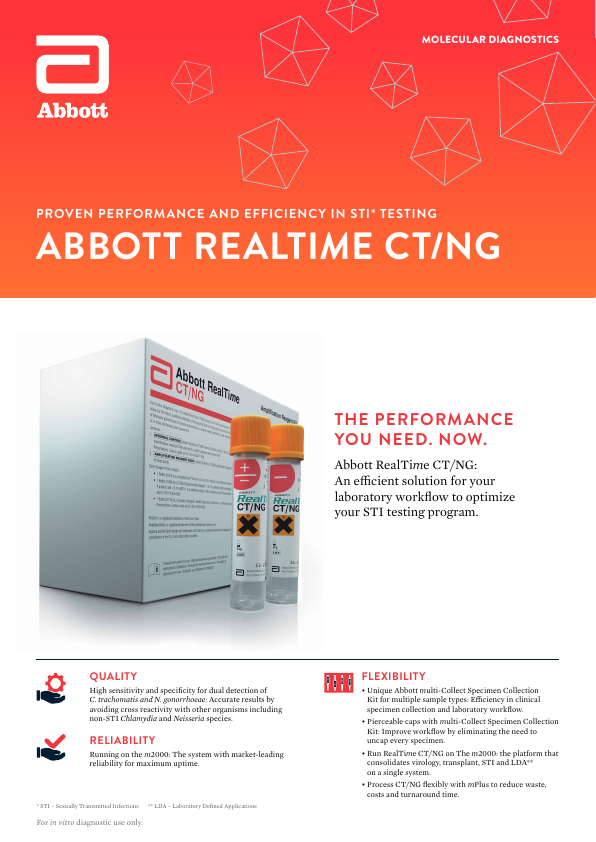 MOLECULAR DIAGNOSTICS
Abbott
PROVEN PERFORMANCE AND EFFICIENCY IN STI* TESTING
ABBOTT REALTIME CT/NG
Abbott RealTime
CT/NG
Amplification Reagent
CT/NG
CT/NG
THE PERFORMANCE
YOU NEED. NOW.
Abbott RealTime CT/NG:
An efficient solution for your
laboratory workflow to optimize
your STI testing program.
QUALITY
High sensitivity and specificity for dual detection of
C. trachomatis and N. gonorrhoeae: Accurate results by
avoiding cross reactivity with other organisms including
non-STI Chlamydia and Neisseria species.
RELIABILITY
Running on the m2000: The system with market-leading
reliability for maximum uptime.
FLEXIBILITY
• Unique Abbott multi-Collect Specimen Collection
Kit for multiple sample types: Efficiency in clinical
specimen collection and laboratory workflow.
• Pierceable caps with multi-Collect Specimen Collection
Kit: Improve workflow by eliminating the need to
uncap every specimen.
• Run RealTime CT/NG on The m2000: the platform that
consolidates virology, transplant, STI and LDA**
on a single system.
• Process CT/NG flexibly with mPlus to reduce waste,
costs and turnaround time.
* STI – Sexually Transmitted Infections ** LDA – Laboratory Defined Applications
For in vitro diagnostic use only.